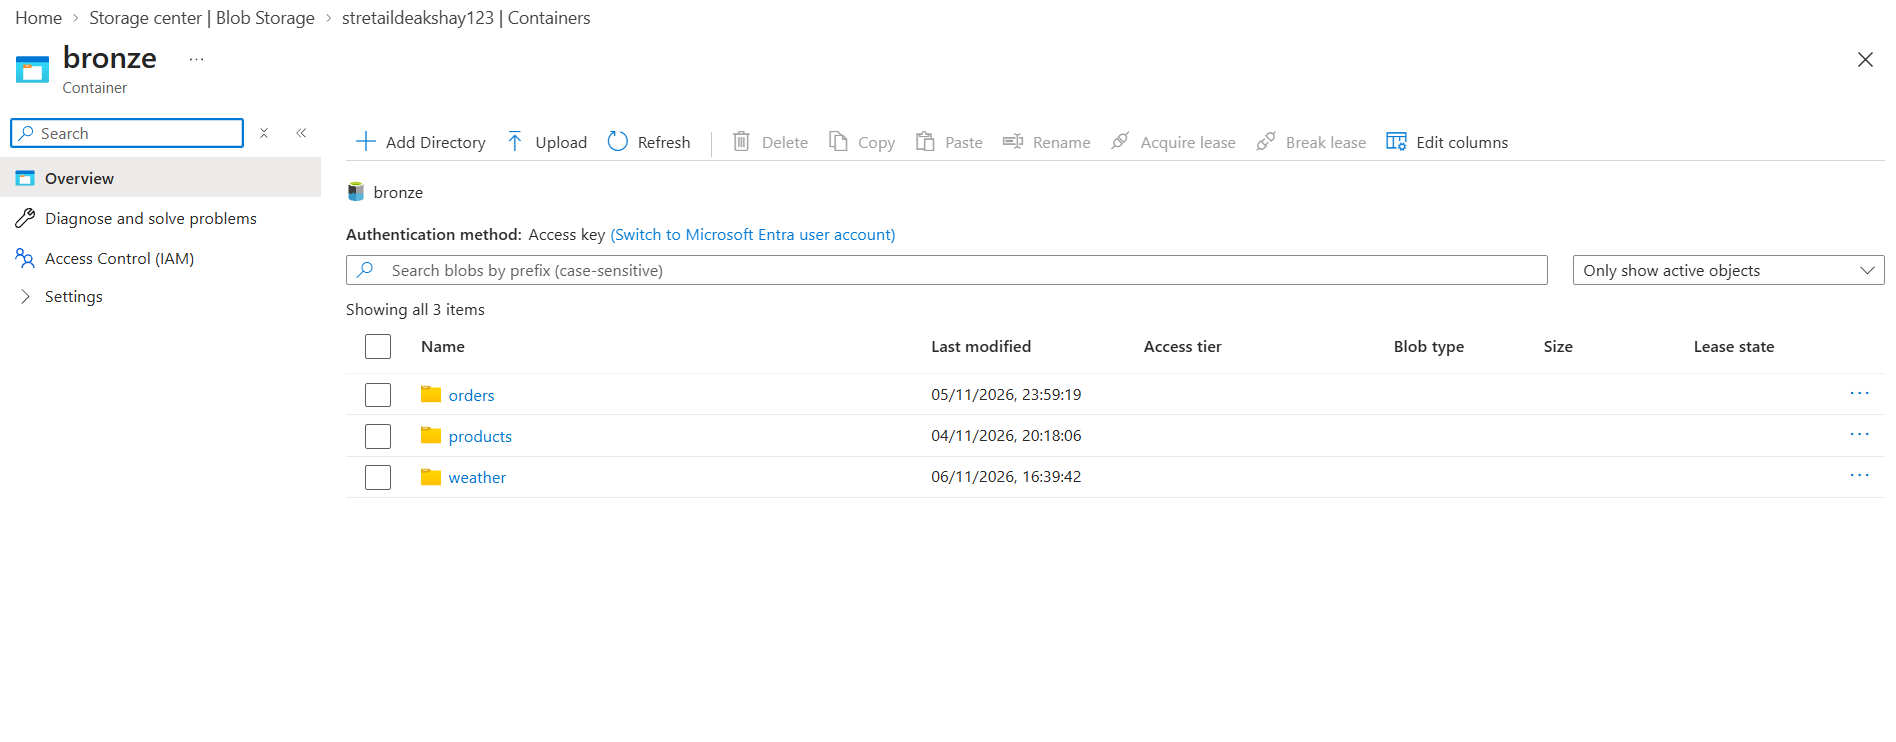 Home > Storage center | Blob Storage > stretaildeakshay123 | Containers
bronze ...
Container
Search
Overview
Diagnose and solve problems
Access Control (IAM)
Settings
Add Directory Upload Refresh Delete Copy Paste Rename Acquire lease Break lease Edit columns
bronze
Authentication method: Access key (Switch to Microsoft Entra user account)
Search blobs by prefix (case-sensitive) Only show active objects
Showing all 3 items
Name Last modified Access tier Blob type Size Lease state
orders 05/11/2026, 23:59:19 ...
products 04/11/2026, 20:18:06 ...
weather 06/11/2026, 16:39:42 ...